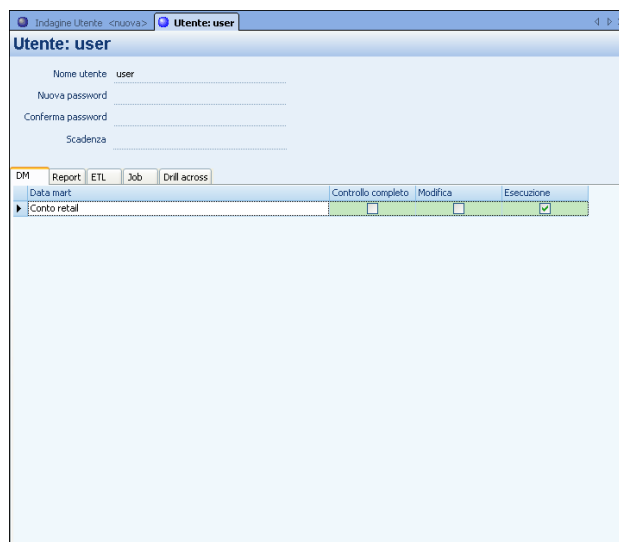 Indagine Utente <nuova> Utente: user
Utente: user
Nome utente user
Nuova password
Conferma password
Scadenza
DM Report ETL Job Drill across
Data mart Controllo completo Modifica Esecuzione
Conto retail